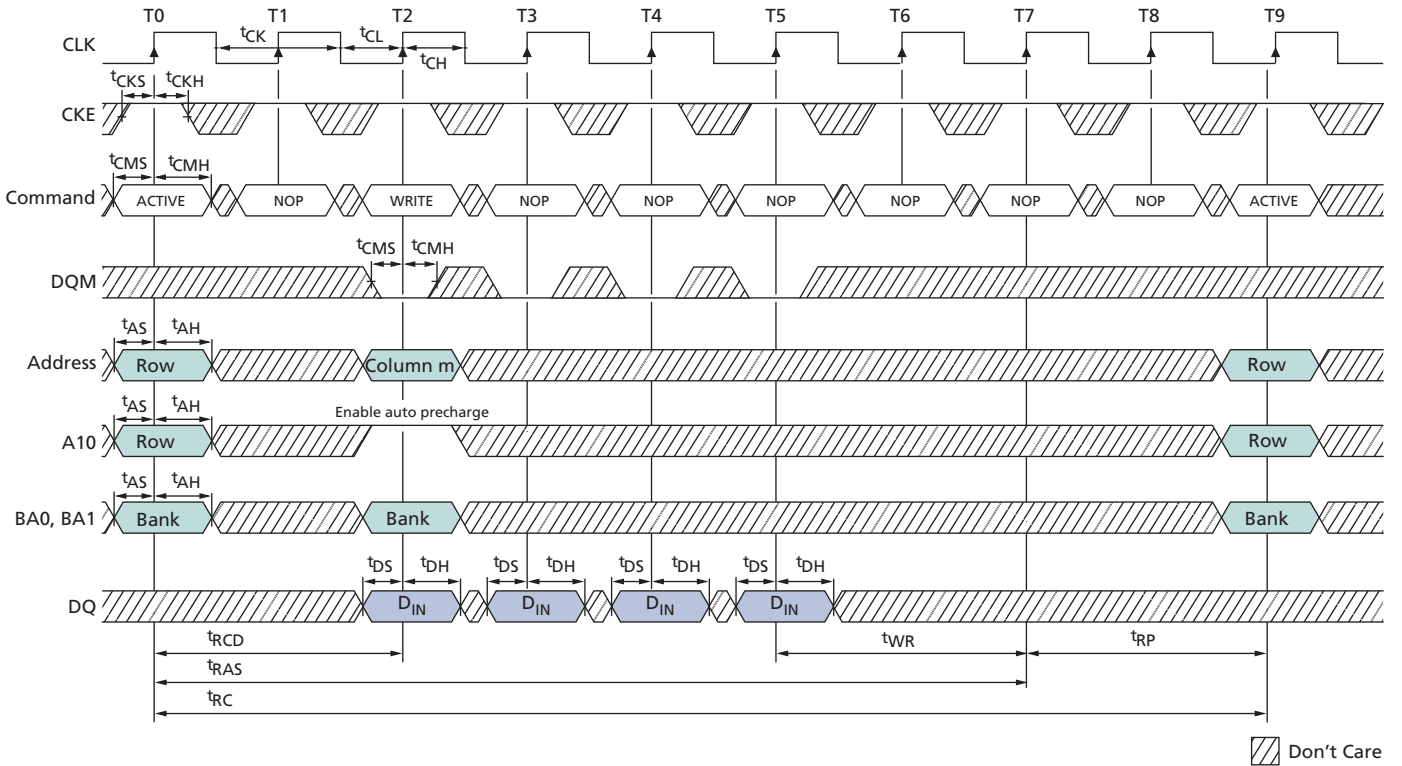 T0 T1 T2 T3 T4 T5 T6 T7 T8 T9
CLK tCK tCL tCH
tCKS tCKH
CKE
tCMS tCMH
Command ACTIVE NOP WRITE NOP NOP NOP NOP NOP NOP ACTIVE
tCMS tCMH
DQM
tAS tAH
Address Row Column m Row
tAS tAH Enable auto precharge
A10 Row Row
tAS tAH
BA0, BA1 Bank Bank Bank
tDS tDH tDS tDH tDS tDH tDS tDH
DQ DIN DIN DIN DIN
tRCD tWR tRP
tRAS
tRC
Don't Care